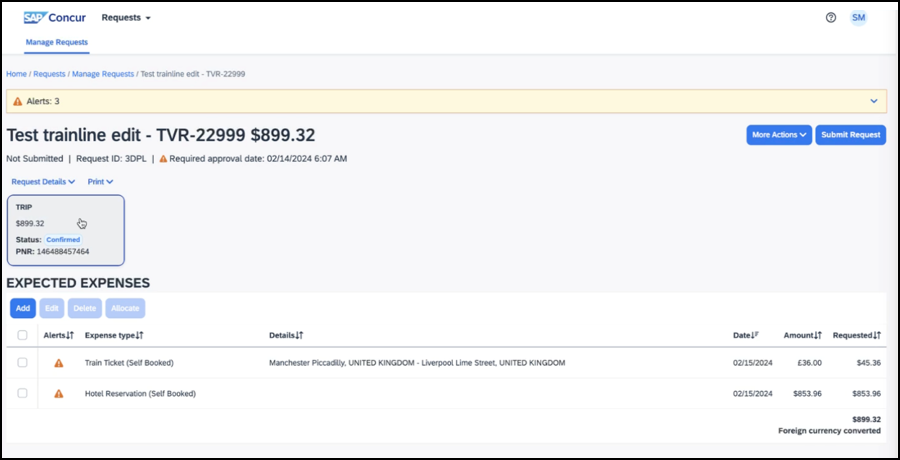 SAP Concur Requests SM
Manage Requests
Home / Requests / Manage Requests / Test trainline edit - TVR-22999
Alerts: 3
Test trainline edit - TVR-22999 $899.32 More Actions Submit Request
Not Submitted | Request ID: 3DPL | Required approval date: 02/14/2024 6:07 AM
Request Details Print
TRIP
$899.32
Status: Confirmed
PNR: 146488457464
EXPECTED EXPENSES
Add Edit Delete Allocate
Alerts Expense type Details Date Amount Requested
Train Ticket (Self Booked) Manchester Piccadilly, UNITED KINGDOM - Liverpool Lime Street, UNITED KINGDOM 02/15/2024 £36.00 $45.36
Hotel Reservation (Self Booked) 02/15/2024 $853.96 $853.96
$899.32
Foreign currency converted